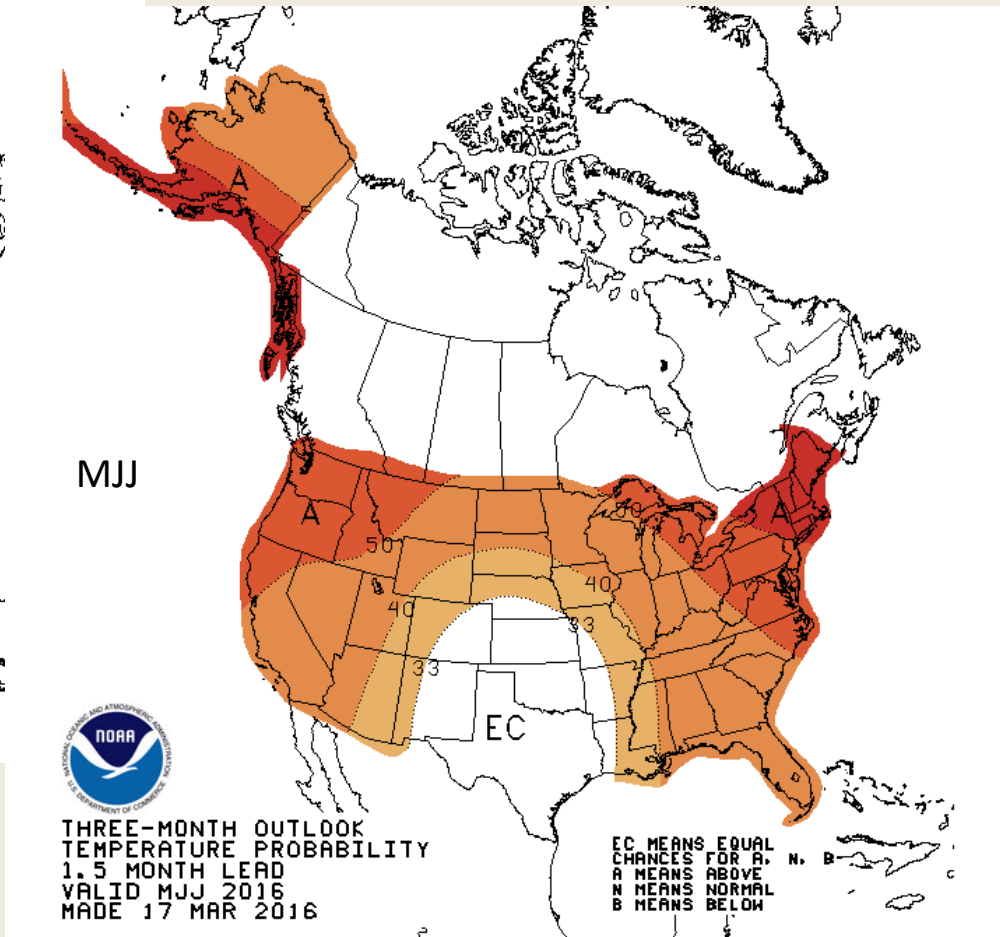 A
MJJ
A
A
50
50
40
40
33
33
EC
NATIONAL OCEANIC AND ATMOSPHERIC ADMINISTRATION
NOAA
U.S. DEPARTMENT OF COMMERCE
THREE-MONTH OUTLOOK
TEMPERATURE PROBABILITY
1.5 MONTH LEAD
VALID MJJ 2016
MADE 17 MAR 2016
EC MEANS EQUAL
CHANCES FOR A, N, B
A MEANS ABOVE
N MEANS NORMAL
B MEANS BELOW